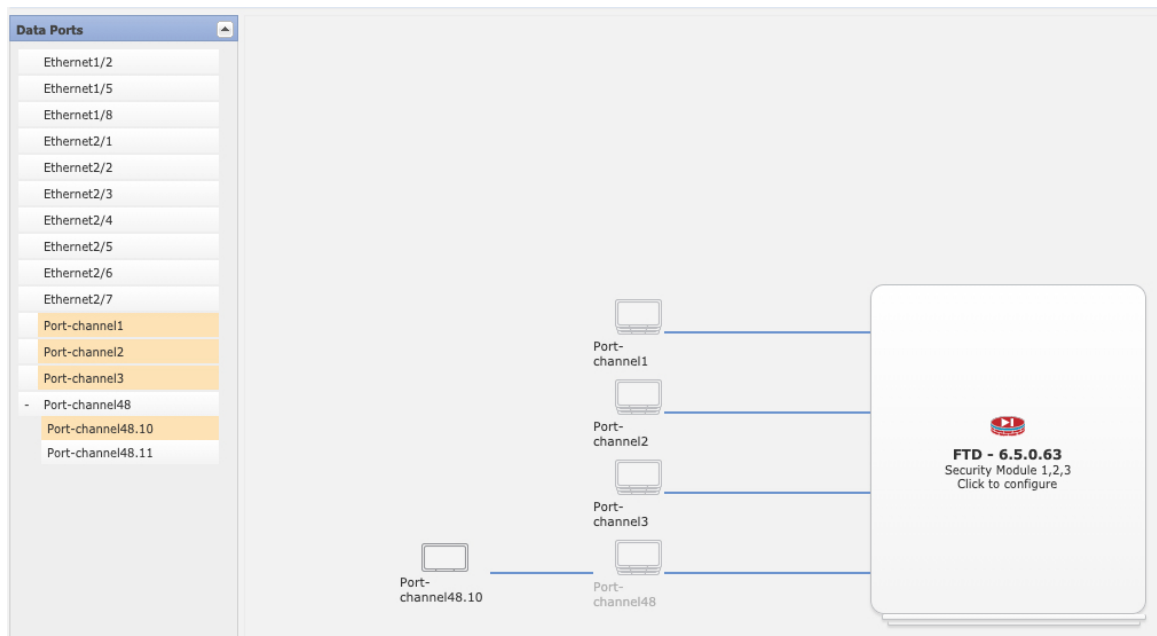 Data Ports
Ethernet1/2
Ethernet1/5
Ethernet1/8
Ethernet2/1
Ethernet2/2
Ethernet2/3
Ethernet2/4
Ethernet2/5
Ethernet2/6
Ethernet2/7
Port-channel1
Port-channel2
Port-channel3
- Port-channel48
Port-channel48.10
Port-channel48.11
Port-
channel1
Port-
channel2
Port-
channel3
Port-
channel48.10
Port-
channel48
FTD - 6.5.0.63
Security Module 1,2,3
Click to configure